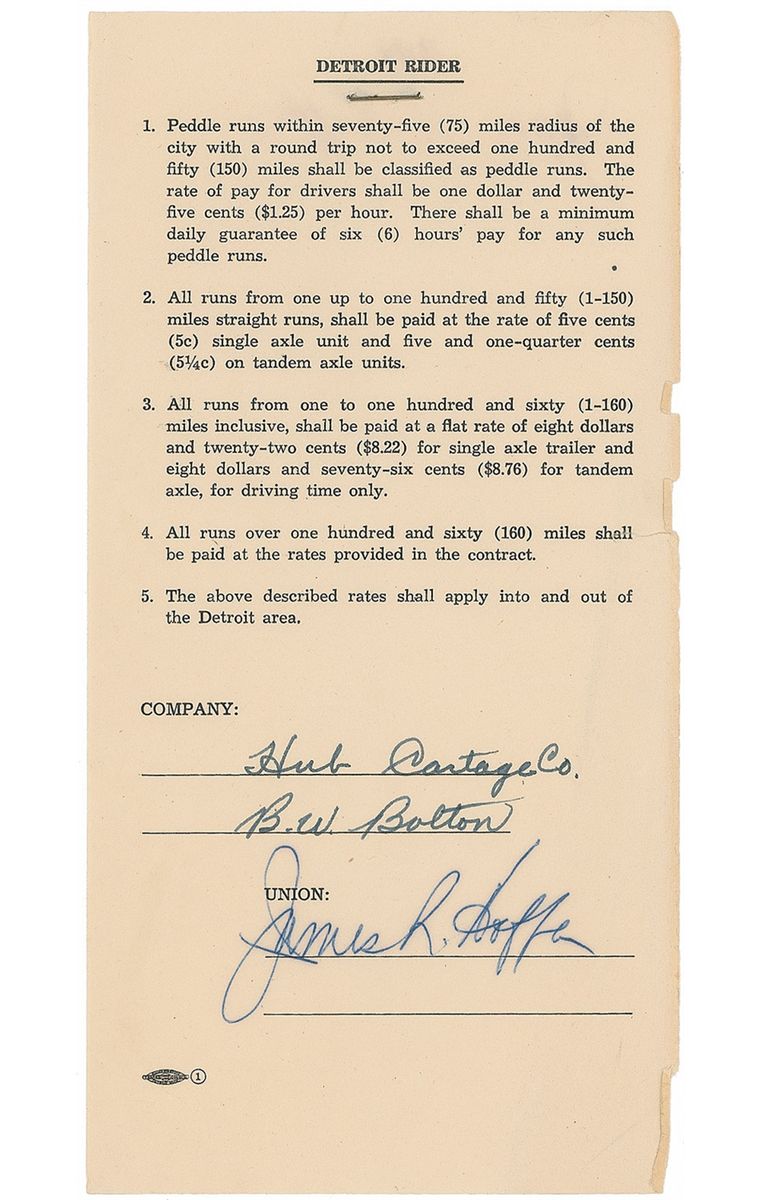 DETROIT RIDER
1. Peddle runs within seventy-five (75) miles radius of the
city with a round trip not to exceed one hundred and
fifty (150) miles shall be classified as peddle runs. The
rate of pay for drivers shall be one dollar and twenty-
five cents ($1.25) per hour. There shall be a minimum
daily guarantee of six (6) hours' pay for any such
peddle runs.
2. All runs from one up to one hundred and fifty (1-150)
miles straight runs, shall be paid at the rate of five cents
(5c) single axle unit and five and one-quarter cents
(5¼c) on tandem axle units.
3. All runs from one to one hundred and sixty (1-160)
miles inclusive, shall be paid at a flat rate of eight dollars
and twenty-two cents ($8.22) for single axle trailer and
eight dollars and seventy-six cents ($8.76) for tandem
axle, for driving time only.
4. All runs over one hundred and sixty (160) miles shall
be paid at the rates provided in the contract.
5. The above described rates shall apply into and out of
the Detroit area.
COMPANY:
Hub Cartage Co.
B.W. Bolton
UNION:
James R. Hoffa
1